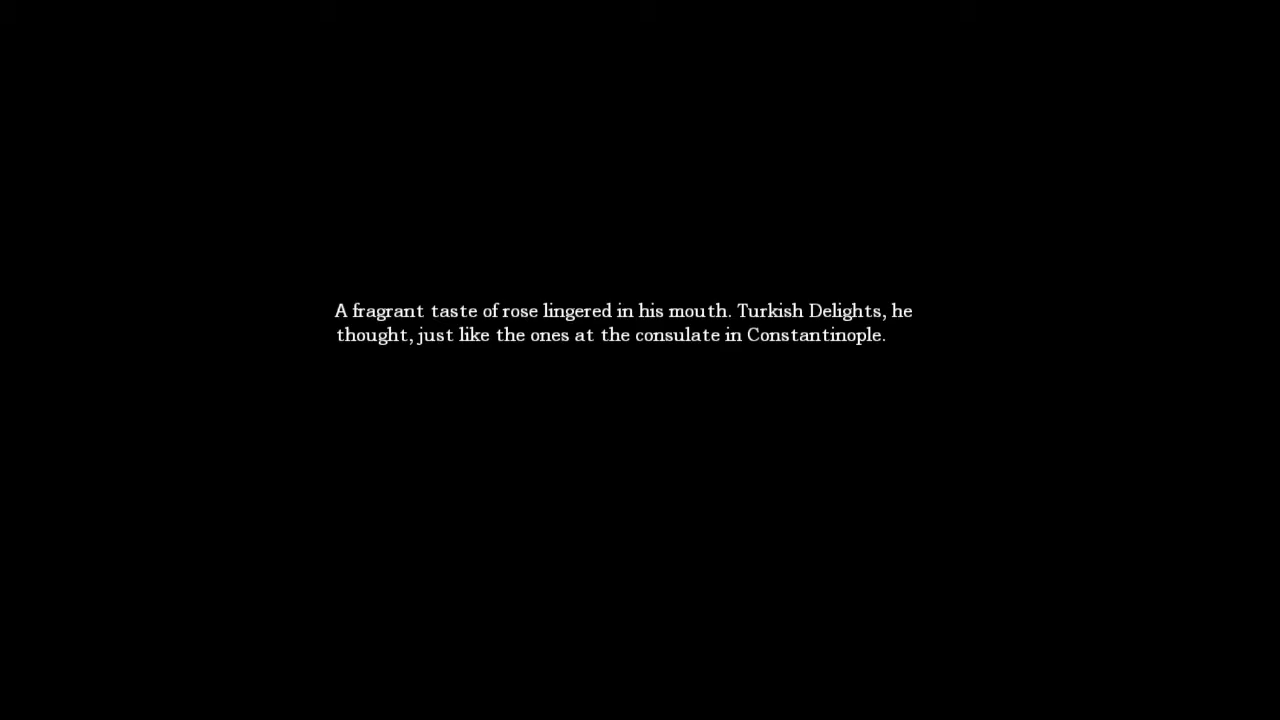 A fragrant taste of rose lingered in his mouth. Turkish Delights, he
thought, just like the ones at the consulate in Constantinople.